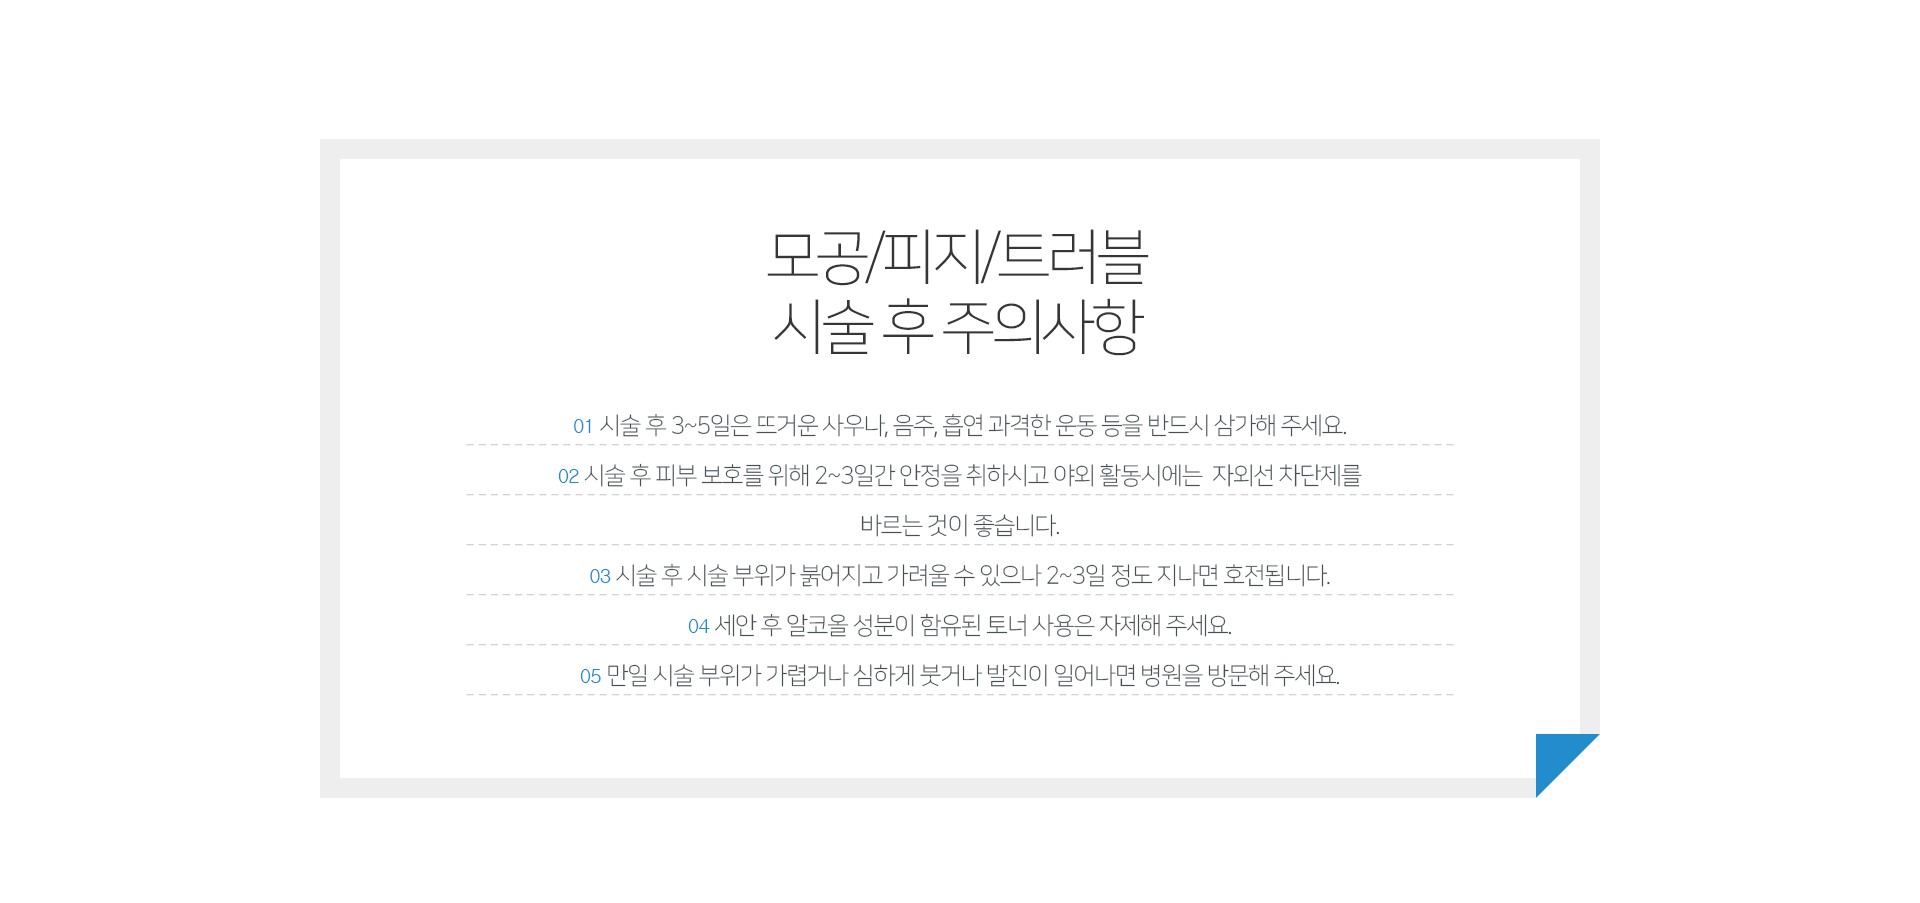 모공/피지/트러블
시술 후 주의사항
01 시술 후 3~5일은 뜨거운 사우나, 음주, 흡연 과격한 운동 등을 반드시 삼가해 주세요.
02 시술 후 피부 보호를 위해 2~3일간 안정을 취하시고 야외 활동시에는 자외선 차단제를
바르는 것이 좋습니다.
03 시술 후 시술 부위가 붉어지고 가려울 수 있으나 2~3일 정도 지나면 호전됩니다.
04 세안 후 알코올 성분이 함유된 토너 사용은 자제해 주세요.
05 만일 시술 부위가 가렵거나 심하게 붓거나 발진이 일어나면 병원을 방문해 주세요.